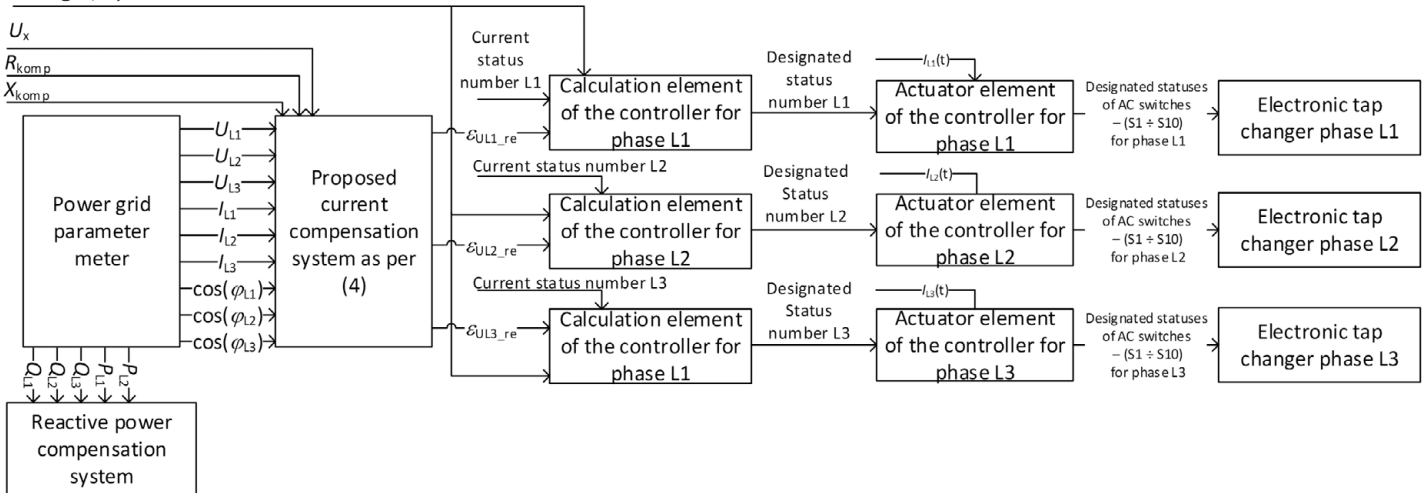 U_x
R_komp
X_komp
Power grid
parameter
meter
U_L1
U_L2
U_L3
I_L1
I_L2
I_L3
cos(φ_L1)
cos(φ_L2)
cos(φ_L3)
Q_L1
Q_L2
Q_L3
P_L1
P_L2
Reactive power
compensation
system
Proposed
current
compensation
system as per
(4)
ε_UL1_re
ε_UL2_re
ε_UL3_re
Current
status
number L1
Calculation element
of the controller for
phase L1
Designated
status
number L1
I_L1(t)
Actuator element
of the controller for
phase L1
Designated statuses
of AC switches
– (S1 ÷ S10)
for phase L1
Electronic tap
changer phase L1
Current status number L2
Calculation element
of the controller for
phase L2
Designated
Status
number L2
I_L2(t)
Actuator element
of the controller for
phase L2
Designated statuses
of AC switches
– (S1 ÷ S10)
for phase L2
Electronic tap
changer phase L2
Current status number L3
Calculation element
of the controller for
phase L1
Designated
Status
number L3
I_L3(t)
Actuator element
of the controller for
phase L3
Designated statuses
of AC switches
– (S1 ÷ S10)
for phase L3
Electronic tap
changer phase L3